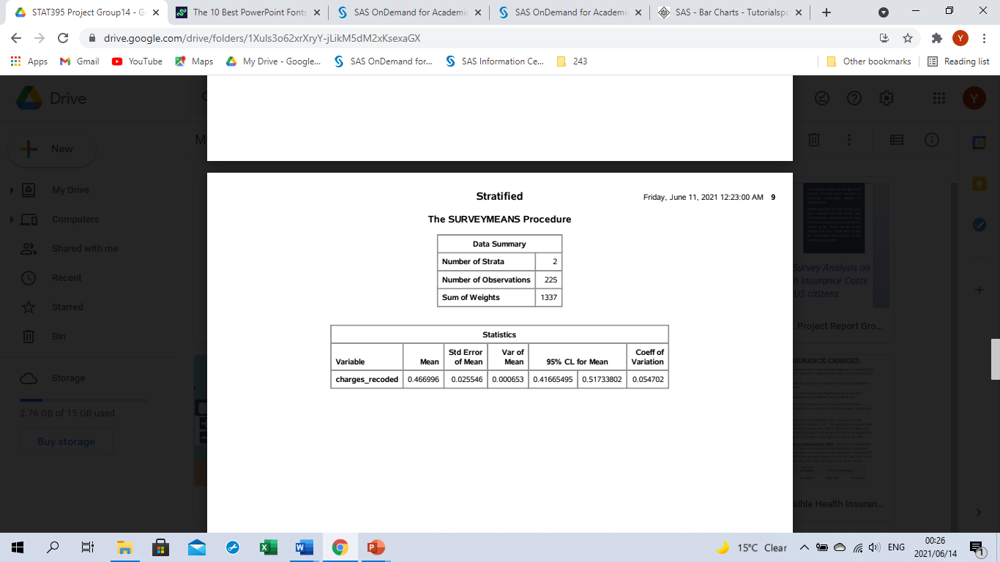 STAT395 Project Group14 - G
The 10 Best PowerPoint Fonts
SAS OnDemand for Academic
SAS OnDemand for Academic
SAS - Bar Charts - Tutorialspo
drive.google.com/drive/folders/1Xuls3o62xrXryY-jLikM5dM2xKsexaGX
Y
Apps
Gmail
YouTube
Maps
My Drive - Google...
SAS OnDemand for...
SAS Information Ce...
243
Other bookmarks
Reading list
Drive
Y
New
M
My Drive
Computers
Shared with me
Recent
Starred
Bin
Storage
2.76 GB of 15 GB used
Buy storage
Stratified
Friday, June 11, 2021 12:23:00 AM 9
The SURVEYMEANS Procedure
Data Summary
Number of Strata 2
Number of Observations 225
Sum of Weights 1337
Statistics
Variable Mean Std Error of Mean Var of Mean 95% CL for Mean Coeff of Variation
charges_recoded 0.466996 0.025546 0.000653 0.41665495 0.51733802 0.054702
Survey Analysis on
h Insurance Costs
US citizens
Project Report Gro...
SURANCE CHARGES
sible Health Insuran...
15°C Clear
ENG
00:26
2021/06/14
1